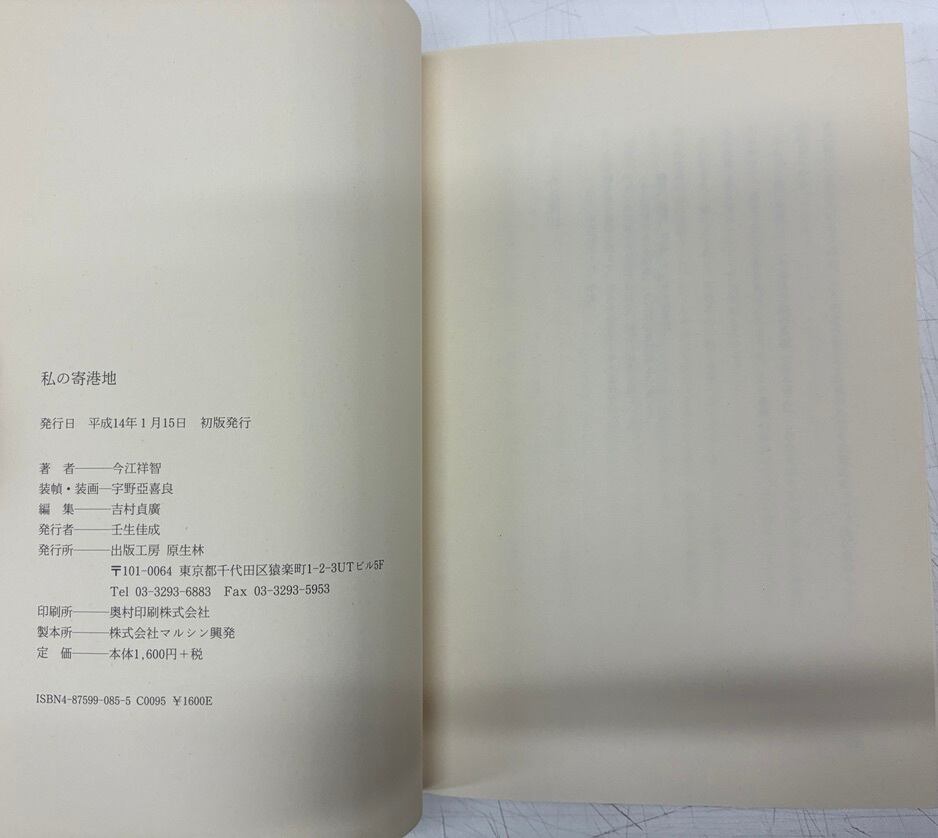 私の寄港地
発行日　平成14年1月15日　初版発行
著　者───今江祥智
装幀・装画─宇野亞喜良
編　集───吉村貞廣
発行者───壬生佳成
発行所───出版工房 原生林
〒101-0064 東京都千代田区猿楽町1-2-3UTビル5F
Tel 03-3293-6883　Fax 03-3293-5953
印刷所───奥村印刷株式会社
製本所───株式会社マルシン興発
定　価───本体1,600円＋税
ISBN4-87599-085-5 C0095 ￥1600E